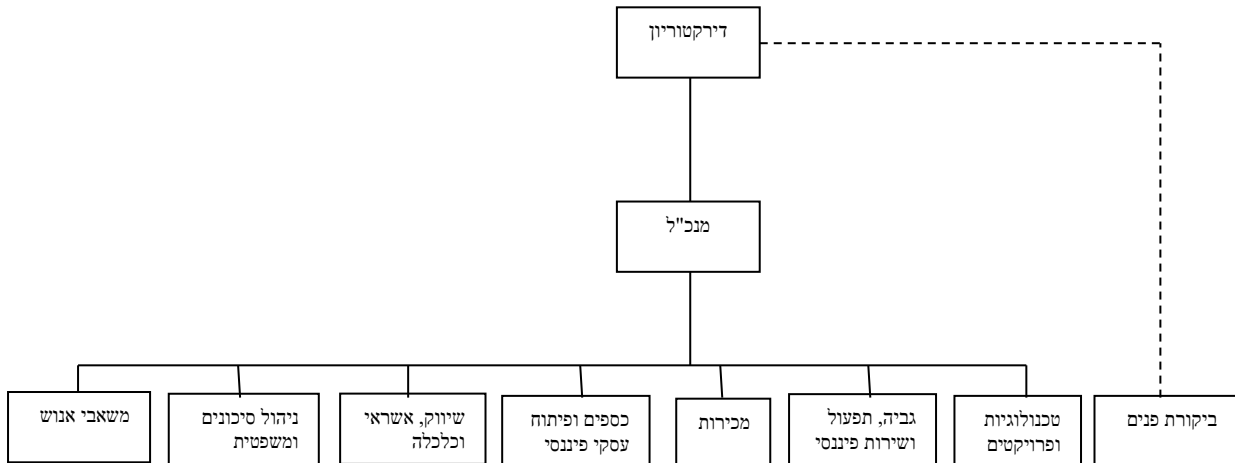 דירקטוריון
מנכ"ל
ביקורת פנים
טכנולוגיות
ופרויקטים
גביה, תפעול
ושירות פיננסי
מכירות
כספים ופיתוח
עסקי פיננסי
שיווק, אשראי
וכלכלה
ניהול סיכונים
ומשפטית
משאבי אנוש